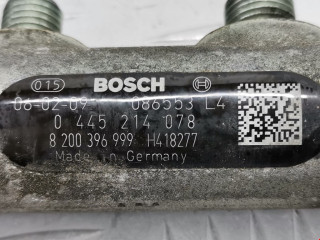 015 BOSCH
06-02-09 086553 L4
0 445 214 078
8 200 396 999 H418277
Made in Germany